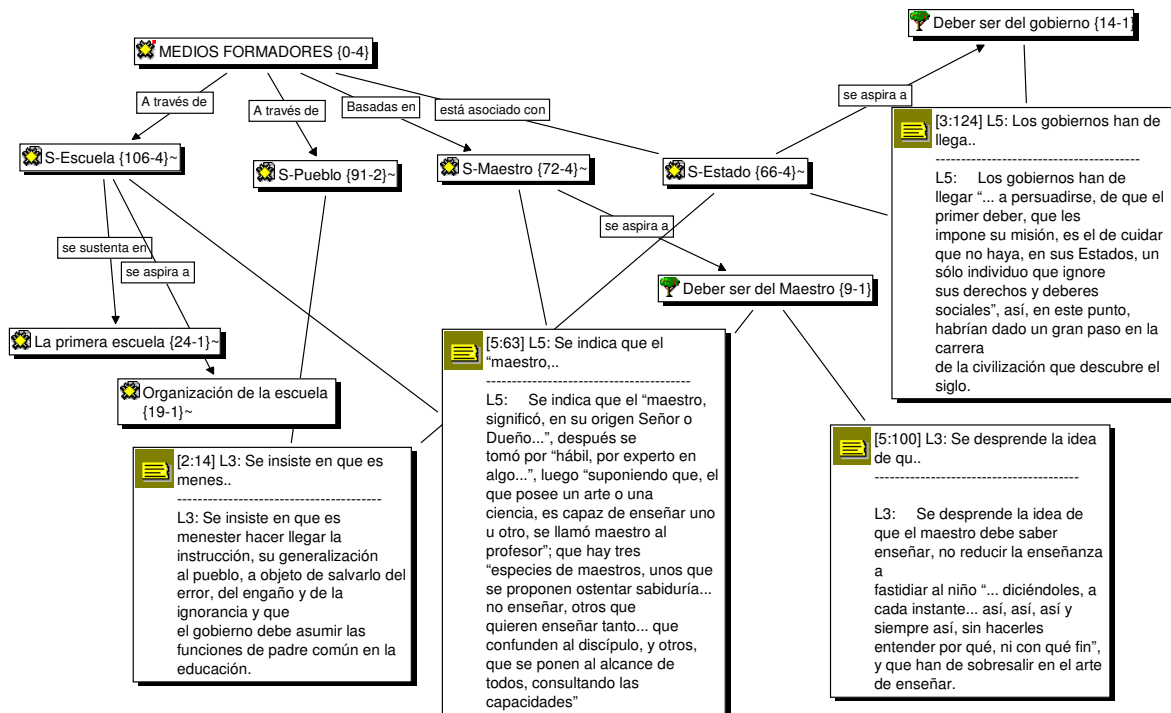 Deber ser del gobierno {14-1}
MEDIOS FORMADORES {0-4}
A través de
A través de
Basadas en
está asociado con
se aspira a
S-Escuela {106-4}~
S-Pueblo {91-2}~
S-Maestro {72-4}~
S-Estado {66-4}~
[3:124] L5: Los gobiernos han de
llega..
----------------------------------------
L5: Los gobiernos han de
llegar “... a persuadirse, de que el
primer deber, que les
impone su misión, es el de cuidar
que no haya, en sus Estados, un
sólo individuo que ignore
sus derechos y deberes
sociales”, así, en este punto,
habrían dado un gran paso en la
carrera
de la civilización que descubre el
siglo.
se sustenta en
se aspira a
se aspira a
Deber ser del Maestro {9-1}
La primera escuela {24-1}~
Organización de la escuela
{19-1}~
[2:14] L3: Se insiste en que es
menes..
----------------------------------------
L3: Se insiste en que es
menester hacer llegar la
instrucción, su generalización
al pueblo, a objeto de salvarlo del
error, del engaño y de la
ignorancia y que
el gobierno debe asumir las
funciones de padre común en la
educación.
[5:63] L5: Se indica que el
“maestro,..
----------------------------------------
L5: Se indica que el “maestro,
significó, en su origen Señor o
Dueño...”, después se
tomó por “hábil, por experto en
algo...”, luego “suponiendo que, el
que posee un arte o una
ciencia, es capaz de enseñar uno
u otro, se llamó maestro al
profesor”; que hay tres
“especies de maestros, unos que
se proponen ostentar sabiduría...
no enseñar, otros que
quieren enseñar tanto... que
confunden al discípulo, y otros,
que se ponen al alcance de
todos, consultando las
capacidades”
[5:100] L3: Se desprende la idea
de qu..
----------------------------------------
L3: Se desprende la idea de
que el maestro debe saber
enseñar, no reducir la enseñanza
a
fastidiar al niño “... diciéndoles, a
cada instante... así, así, así y
siempre así, sin hacerles
entender por qué, ni con qué fin”,
y que han de sobresalir en el arte
de enseñar.